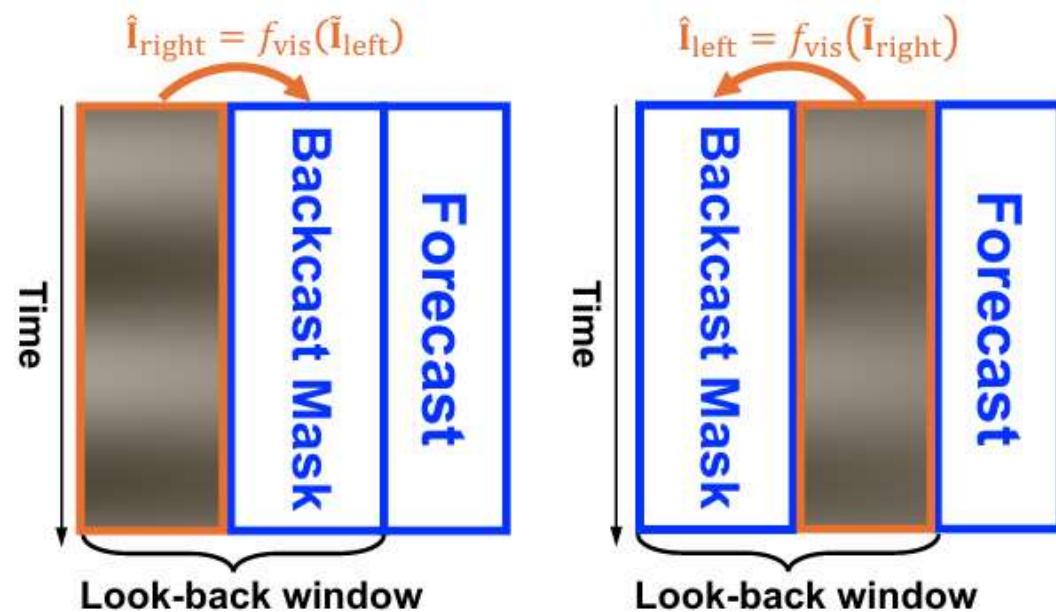 Î_right = f_vis(Ĩ_left)
Time
Backcast Mask
Forecast
Look-back window
Î_left = f_vis(Ĩ_right)
Time
Backcast Mask
Forecast
Look-back window